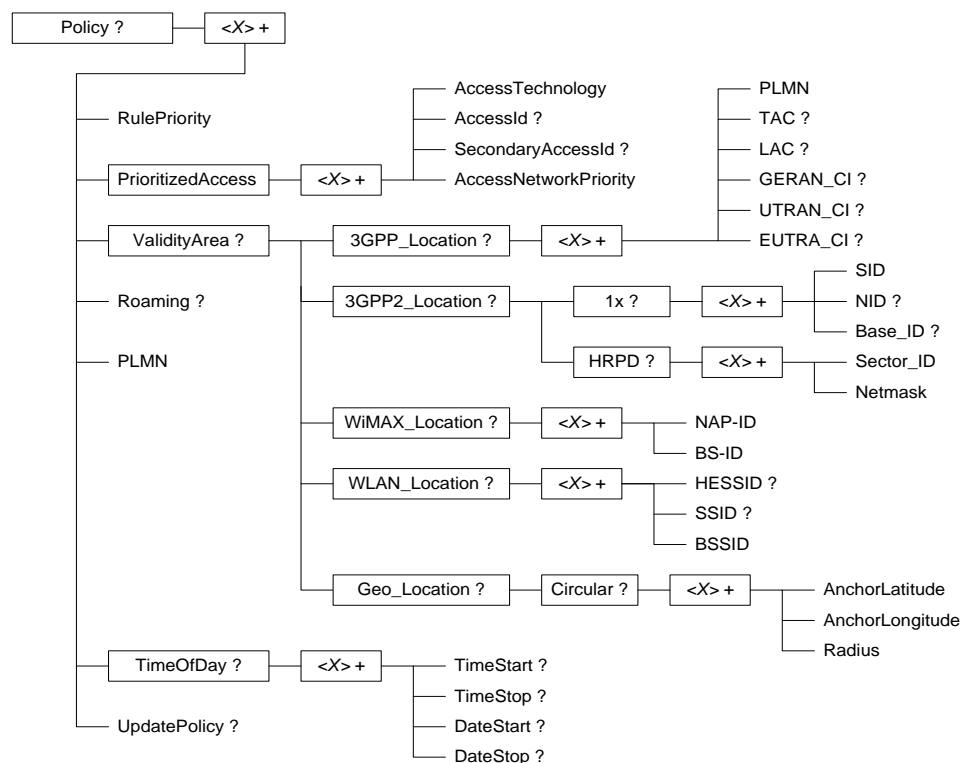 Policy ?
<X> +
AccessTechnology
PLMN
RulePriority
AccessId ?
TAC ?
SecondaryAccessId ?
LAC ?
PrioritizedAccess
<X> +
AccessNetworkPriority
GERAN_CI ?
UTRAN_CI ?
ValidityArea ?
3GPP_Location ?
<X> +
EUTRA_CI ?
SID
Roaming ?
3GPP2_Location ?
1x ?
<X> +
NID ?
Base_ID ?
PLMN
HRPD ?
<X> +
Sector_ID
Netmask
WiMAX_Location ?
<X> +
NAP-ID
BS-ID
WLAN_Location ?
<X> +
HESSID ?
SSID ?
BSSID
Geo_Location ?
Circular ?
<X> +
AnchorLatitude
AnchorLongitude
Radius
TimeOfDay ?
<X> +
TimeStart ?
TimeStop ?
UpdatePolicy ?
DateStart ?
DateStop ?